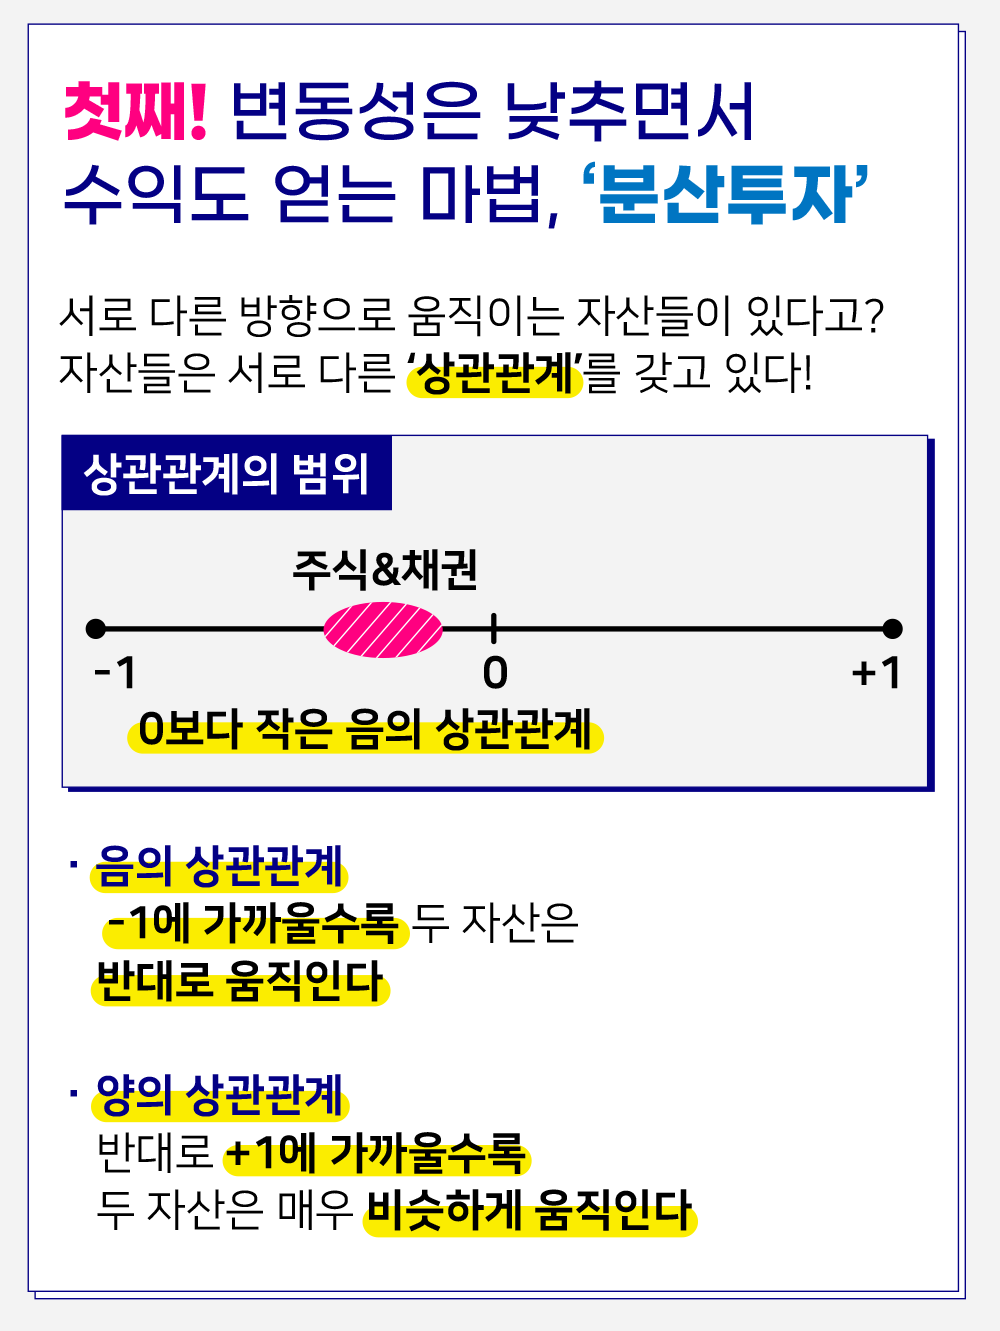 첫째! 변동성은 낮추면서
수익도 얻는 마법, ‘분산투자’
서로 다른 방향으로 움직이는 자산들이 있다고?
자산들은 서로 다른 ‘상관관계’를 갖고 있다!
상관관계의 범위
주식&채권
-1 0 +1
0보다 작은 음의 상관관계
· 음의 상관관계
-1에 가까울수록 두 자산은
반대로 움직인다
· 양의 상관관계
반대로 +1에 가까울수록
두 자산은 매우 비슷하게 움직인다